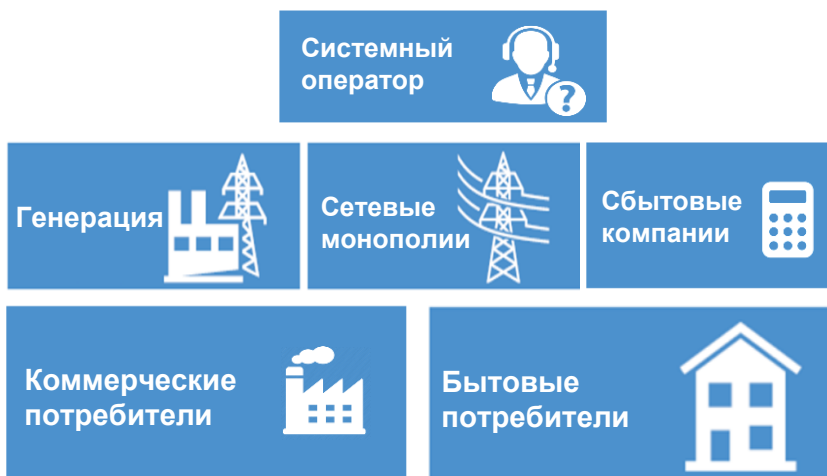 Системный
оператор
?
Генерация
Сетевые
монополии
Сбытовые
компании
Коммерческие
потребители
Бытовые
потребители